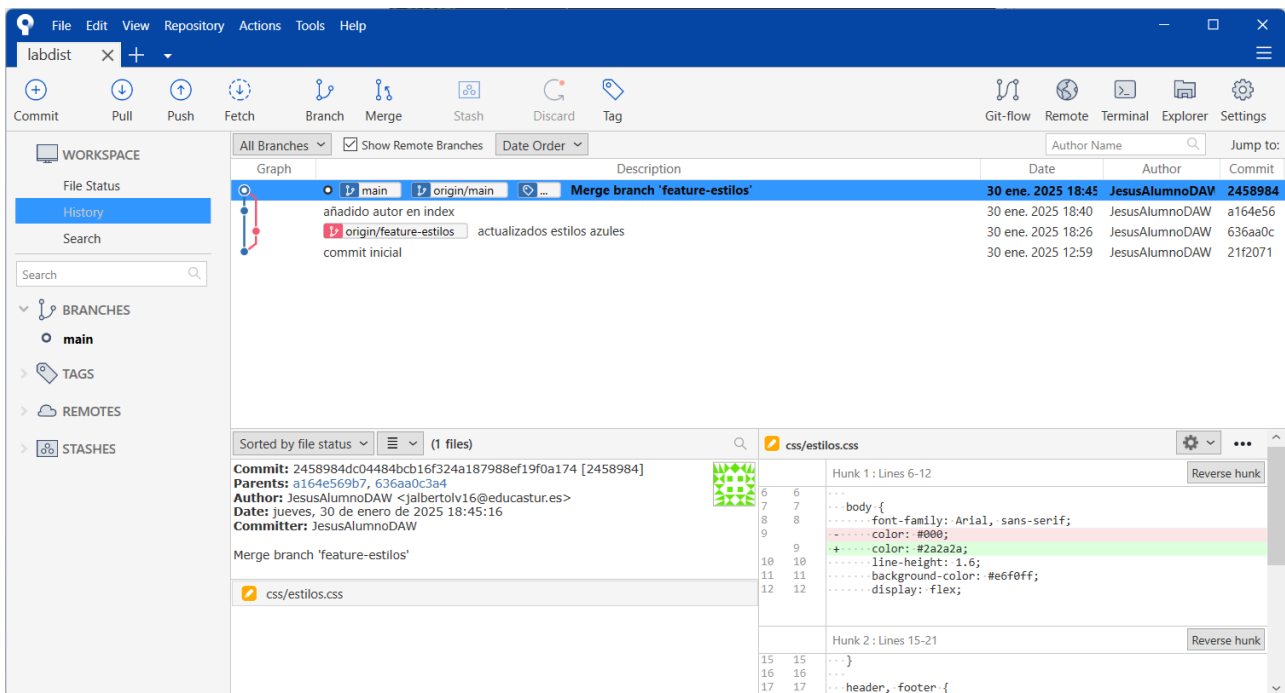 File Edit View Repository Actions Tools Help
labdist
Commit Pull Push Fetch Branch Merge Stash Discard Tag Git-flow Remote Terminal Explorer Settings
WORKSPACE
File Status
History
Search
Search
BRANCHES
main
TAGS
REMOTES
STASHES
All Branches Show Remote Branches Date Order Author Name Jump to:
Graph Description Date Author Commit
main origin/main ... Merge branch 'feature-estilos' 30 ene. 2025 18:45 JesusAlumnoDAW 2458984
añadido autor en index 30 ene. 2025 18:40 JesusAlumnoDAW a164e56
origin/feature-estilos actualizados estilos azules 30 ene. 2025 18:26 JesusAlumnoDAW 636aa0c
commit inicial 30 ene. 2025 12:59 JesusAlumnoDAW 21f2071
Sorted by file status (1 files)
Commit: 2458984dc04484bcb16f324a187988ef19f0a174 [2458984]
Parents: a164e569b7, 636aa0c3a4
Author: JesusAlumnoDAW <jalbertolv16@educastur.es>
Date: jueves, 30 de enero de 2025 18:45:16
Committer: JesusAlumnoDAW
Merge branch 'feature-estilos'
css/estilos.css
css/estilos.css
Hunk 1 : Lines 6-12 Reverse hunk
6 6
7 7 body {
8 8 font-family: Arial, sans-serif;
9 - color: #000;
9 + color: #2a2a2a;
10 10 line-height: 1.6;
11 11 background-color: #e6f0ff;
12 12 display: flex;
Hunk 2 : Lines 15-21 Reverse hunk
15 15 }
16 16
17 17 header, footer {